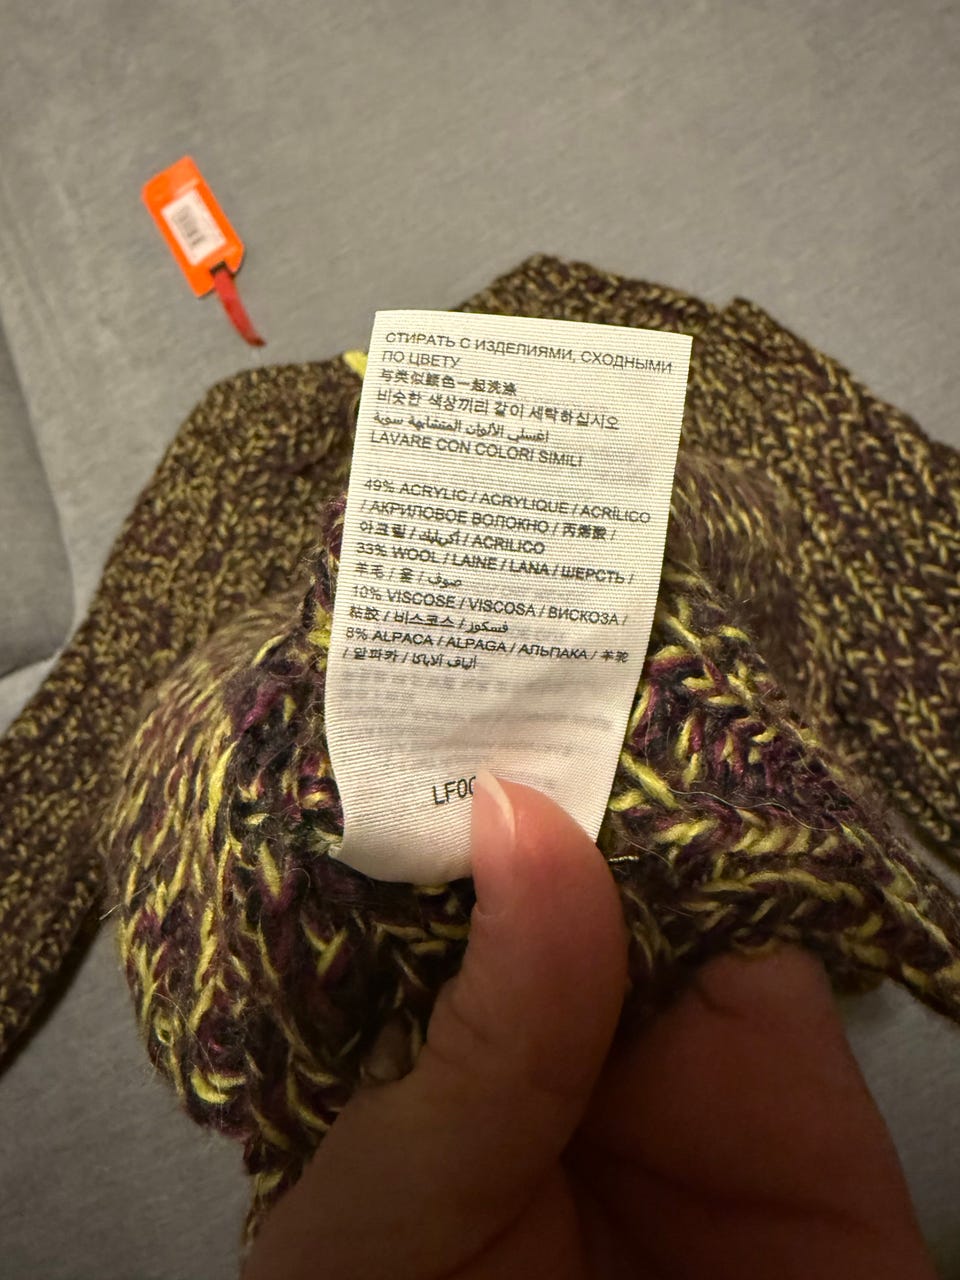 СТИРАТЬ С ИЗДЕЛИЯМИ, СХОДНЫМИ
ПО ЦВЕТУ
与类似颜色一起洗涤
비슷한 색상끼리 같이 세탁하십시오
اغسلي الألوان المتشابهة سوية
LAVARE CON COLORI SIMILI
49% ACRYLIC / ACRYLIQUE / ACRÍLICO
/ АКРИЛОВОЕ ВОЛОКНО / 丙烯酸 /
아크릴 / أكريليك / ACRILICO
33% WOOL / LAINE / LANA / ШЕРСТЬ /
羊毛 / 울 / صوف
10% VISCOSE / VISCOSA / ВИСКОЗА /
粘胶 / 비스코스 / فسكوز
8% ALPACA / ALPAGA / АЛЬПАКА / 羊驼
/ 알파카 / ألياف الألباكا
LF00